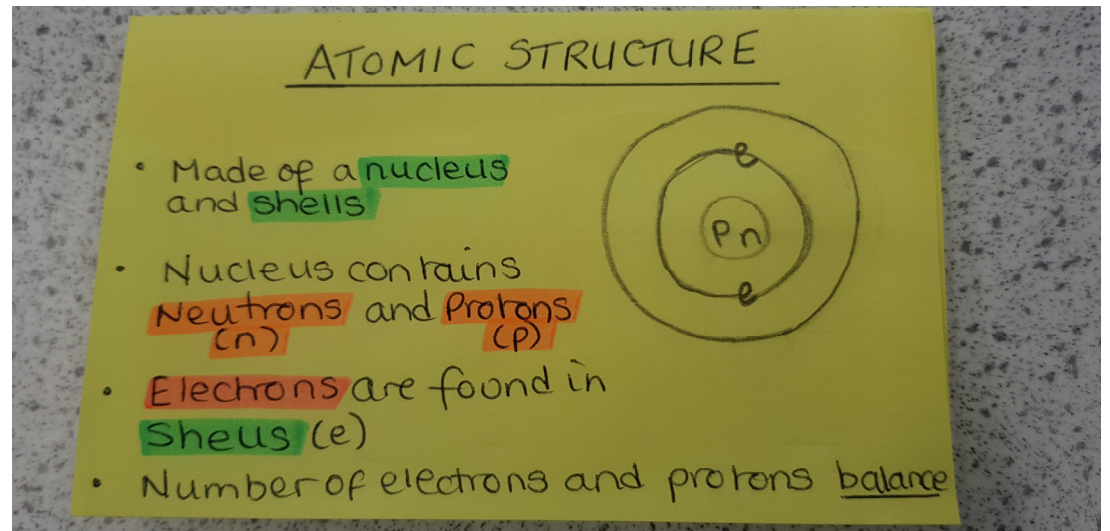 ATOMIC STRUCTURE
• Made of a nucleus
and shells
• Nucleus contains
Neutrons and Protons
(n) (p)
• Electrons are found in
Shells (e)
• Number of electrons and protons balance
e
Pn
e